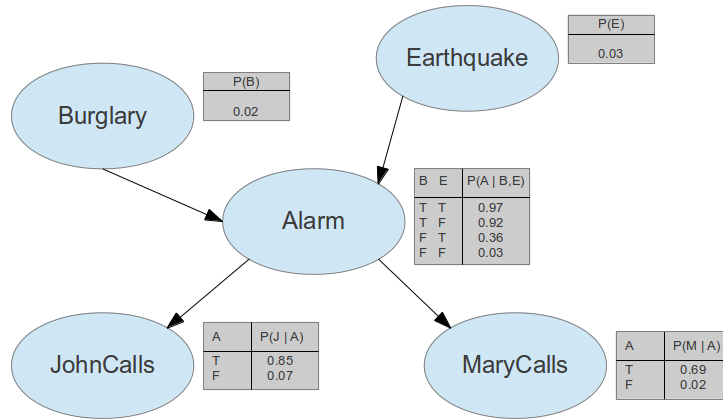 P(E)
0.03
Earthquake
P(B)
0.02
Burglary
B E P(A | B,E)
T T 0.97
T F 0.92
F T 0.36
F F 0.03
Alarm
A P(J | A)
T 0.85
F 0.07
JohnCalls
MaryCalls
A P(M | A)
T 0.69
F 0.02